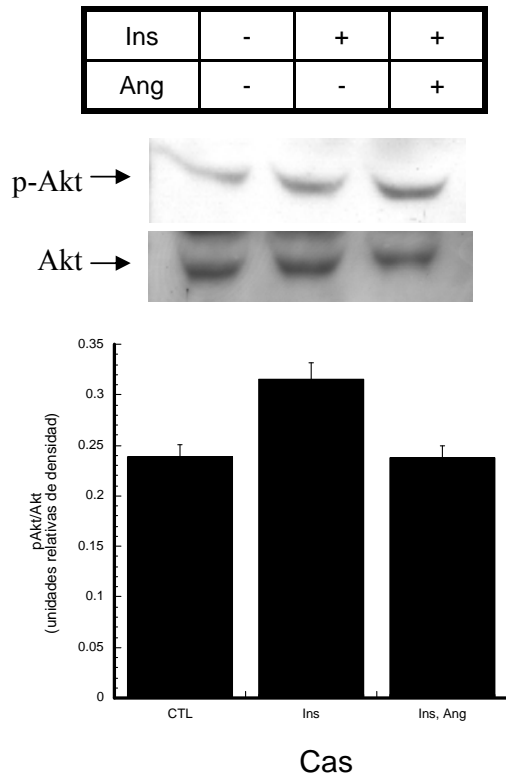 Ins - + +
Ang - - +
p-Akt
Akt
pAkt/Akt
(unidades relativas de densidad)
0.35
0.3
0.25
0.2
0.15
0.1
0.05
0
CTL Ins Ins, Ang
Cas